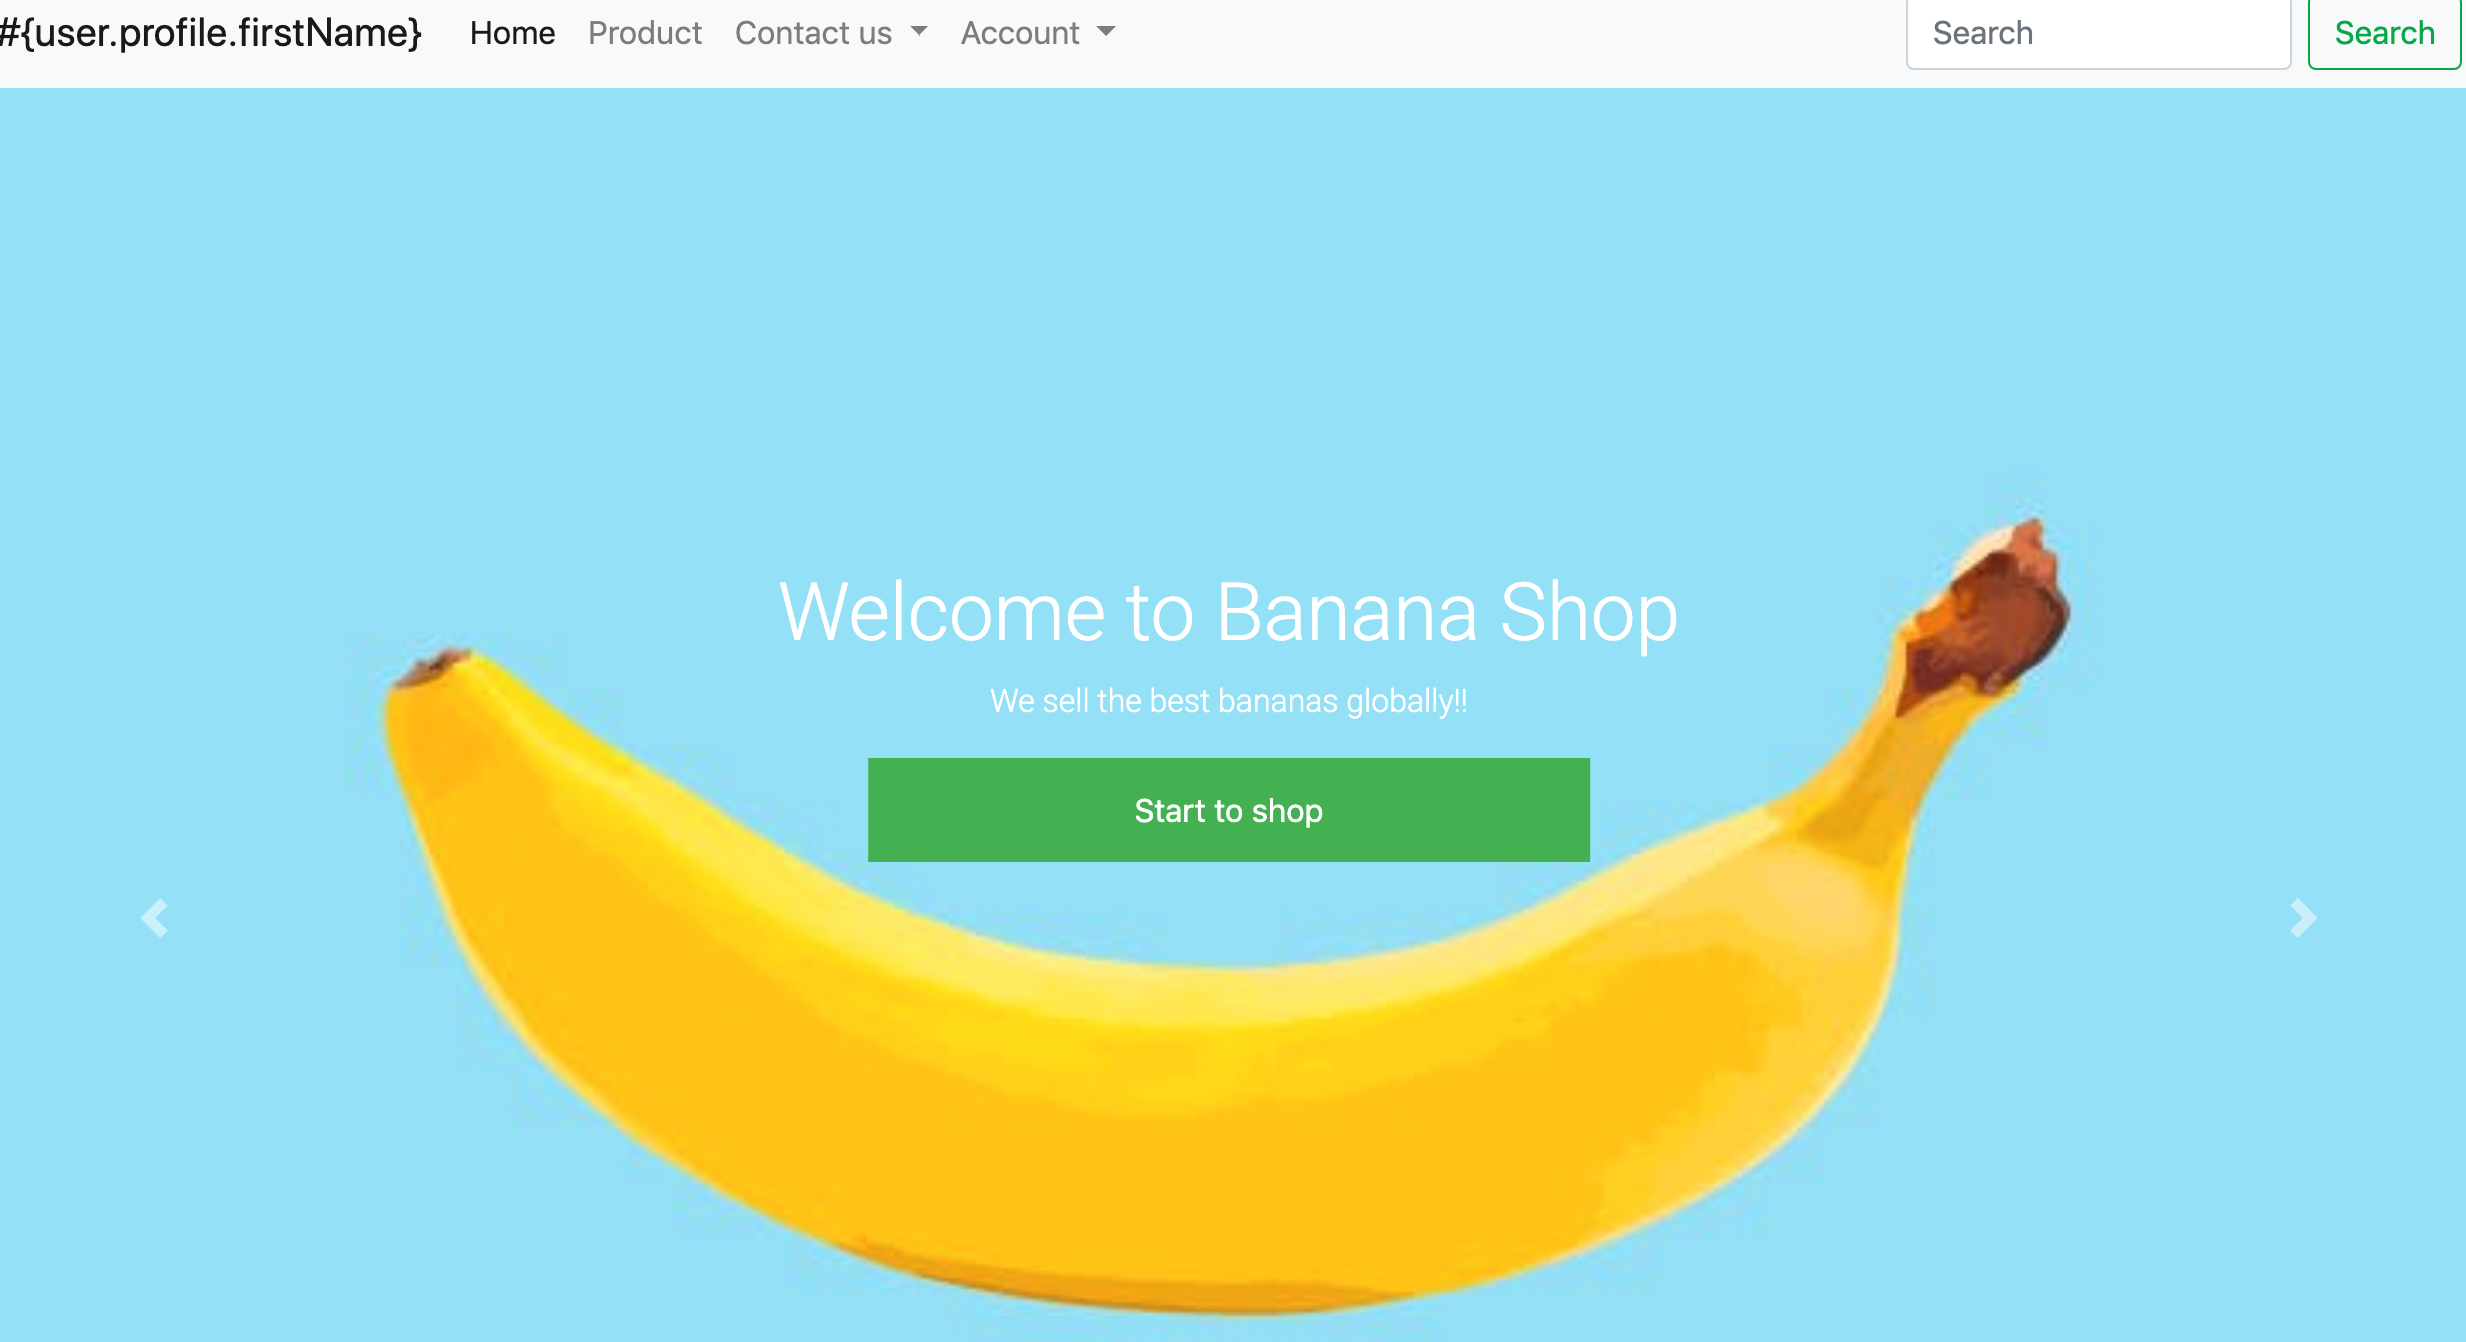 #{user.profile.firstName} Home Product Contact us Account Search Search
Welcome to Banana Shop
We sell the best bananas globally!!
Start to shop